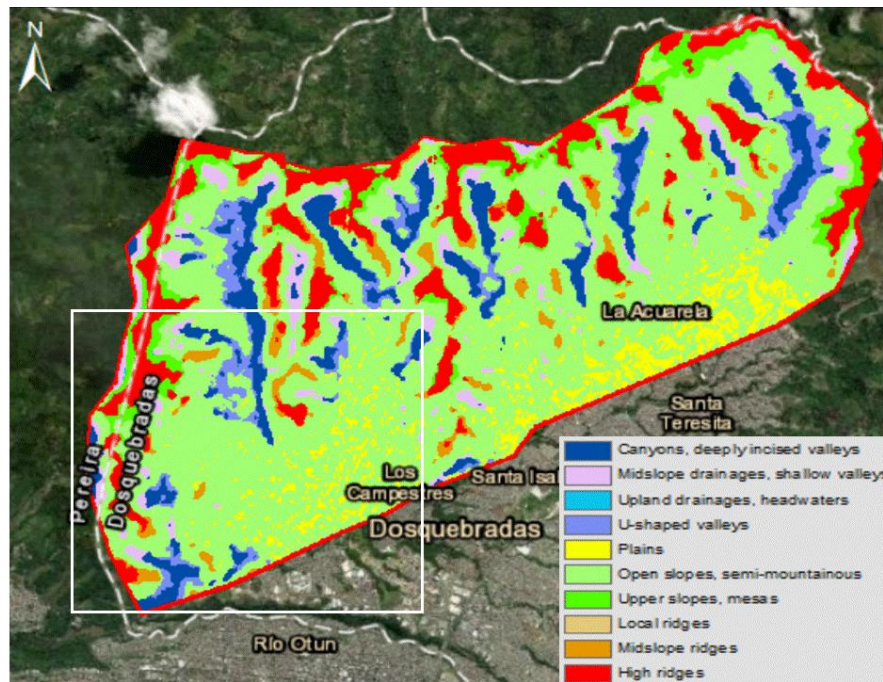 N
La Acuarela
Santa
Teresita
Pereira
Dosquebradas
Los
Campestres
Santa Isa
Dosquebradas
Río Otun
Canyons, deeply incised valleys
Midslope drainages, shallow valleys
Upland drainages, headwaters
U-shaped valleys
Plains
Open slopes, semi-mountainous
Upper slopes, mesas
Local ridges
Midslope ridges
High ridges